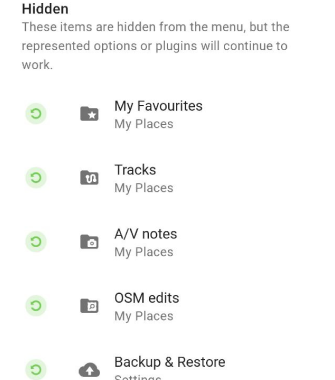 Hidden
These items are hidden from the menu, but the
represented options or plugins will continue to
work.
My Favourites
My Places
Tracks
My Places
A/V notes
My Places
OSM edits
My Places
Backup & Restore
Settings